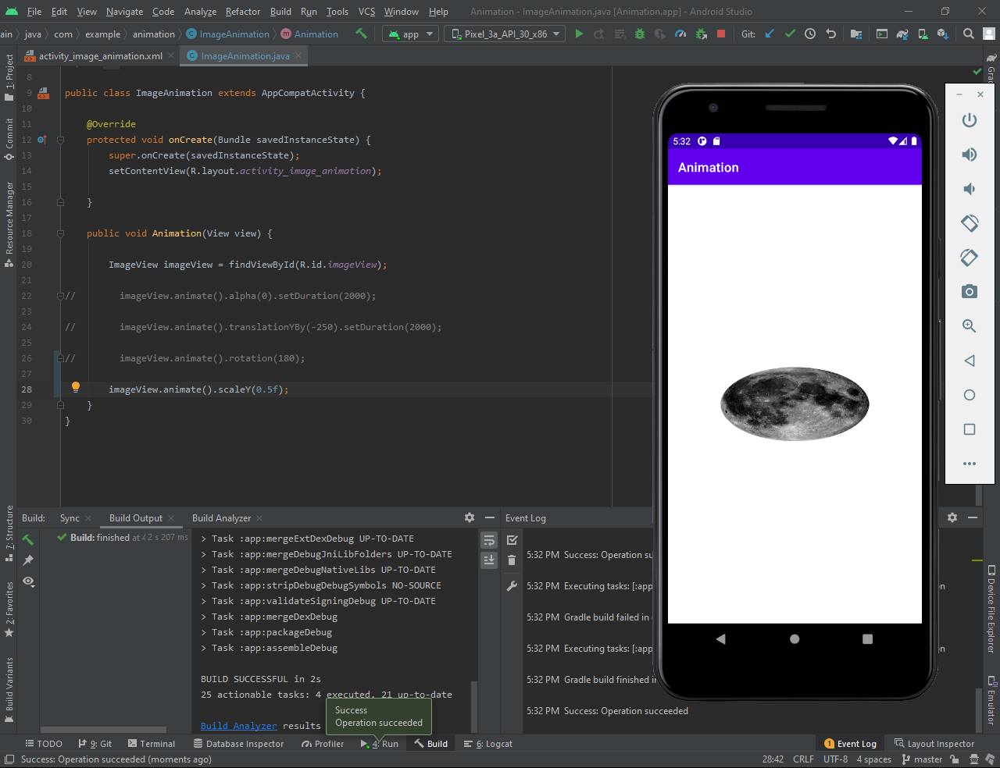 File Edit View Navigate Code Analyze Refactor Build Run Tools VCS Window Help Animation - ImageAnimation.java [Animation.app] - Android Studio
ain java com example animation ImageAnimation Animation app Pixel_3a_API_30_x86 Git:
activity_image_animation.xml ImageAnimation.java
8
9 public class ImageAnimation extends AppCompatActivity {
10
11 @Override
12 protected void onCreate(Bundle savedInstanceState) {
13 super.onCreate(savedInstanceState);
14 setContentView(R.layout.activity_image_animation);
15
16 }
17
18 public void Animation(View view) {
19
20 ImageView imageView = findViewById(R.id.imageView);
21
22 // imageView.animate().alpha(0).setDuration(2000);
23
24 // imageView.animate().translationYBy(-250).setDuration(2000);
25
26 // imageView.animate().rotation(180);
27
28 imageView.animate().scaleY(0.5f);
29 }
30 }
1: Project
Commit
Resource Manager
7: Structure
2: Favorites
Build Variants
5:32
Animation
Device File Explorer
Emulator
Build: Sync Build Output Build Analyzer
Build: finished at 4 2 s 207 ms
> Task :app:mergeExtDexDebug UP-TO-DATE
> Task :app:mergeDebugJniLibFolders UP-TO-DATE
> Task :app:mergeDebugNativeLibs UP-TO-DATE
> Task :app:stripDebugDebugSymbols NO-SOURCE
> Task :app:validateSigningDebug UP-TO-DATE
> Task :app:mergeDexDebug
> Task :app:packageDebug
> Task :app:assembleDebug
BUILD SUCCESSFUL in 2s
25 actionable tasks: 4 executed, 21 up-to-date
Build Analyzer results
Success
Operation succeeded
Event Log
5:32 PM Success: Operation su
5:32 PM Executing tasks: [:app
5:32 PM Gradle build failed in
5:32 PM Executing tasks: [:app
5:32 PM Gradle build finished in
5:32 PM Success: Operation succeeded
TODO 9: Git Terminal Database Inspector Profiler 4: Run Build 6: Logcat 1 Event Log Layout Inspector
Success: Operation succeeded (moments ago) 28:42 CRLF UTF-8 4 spaces master